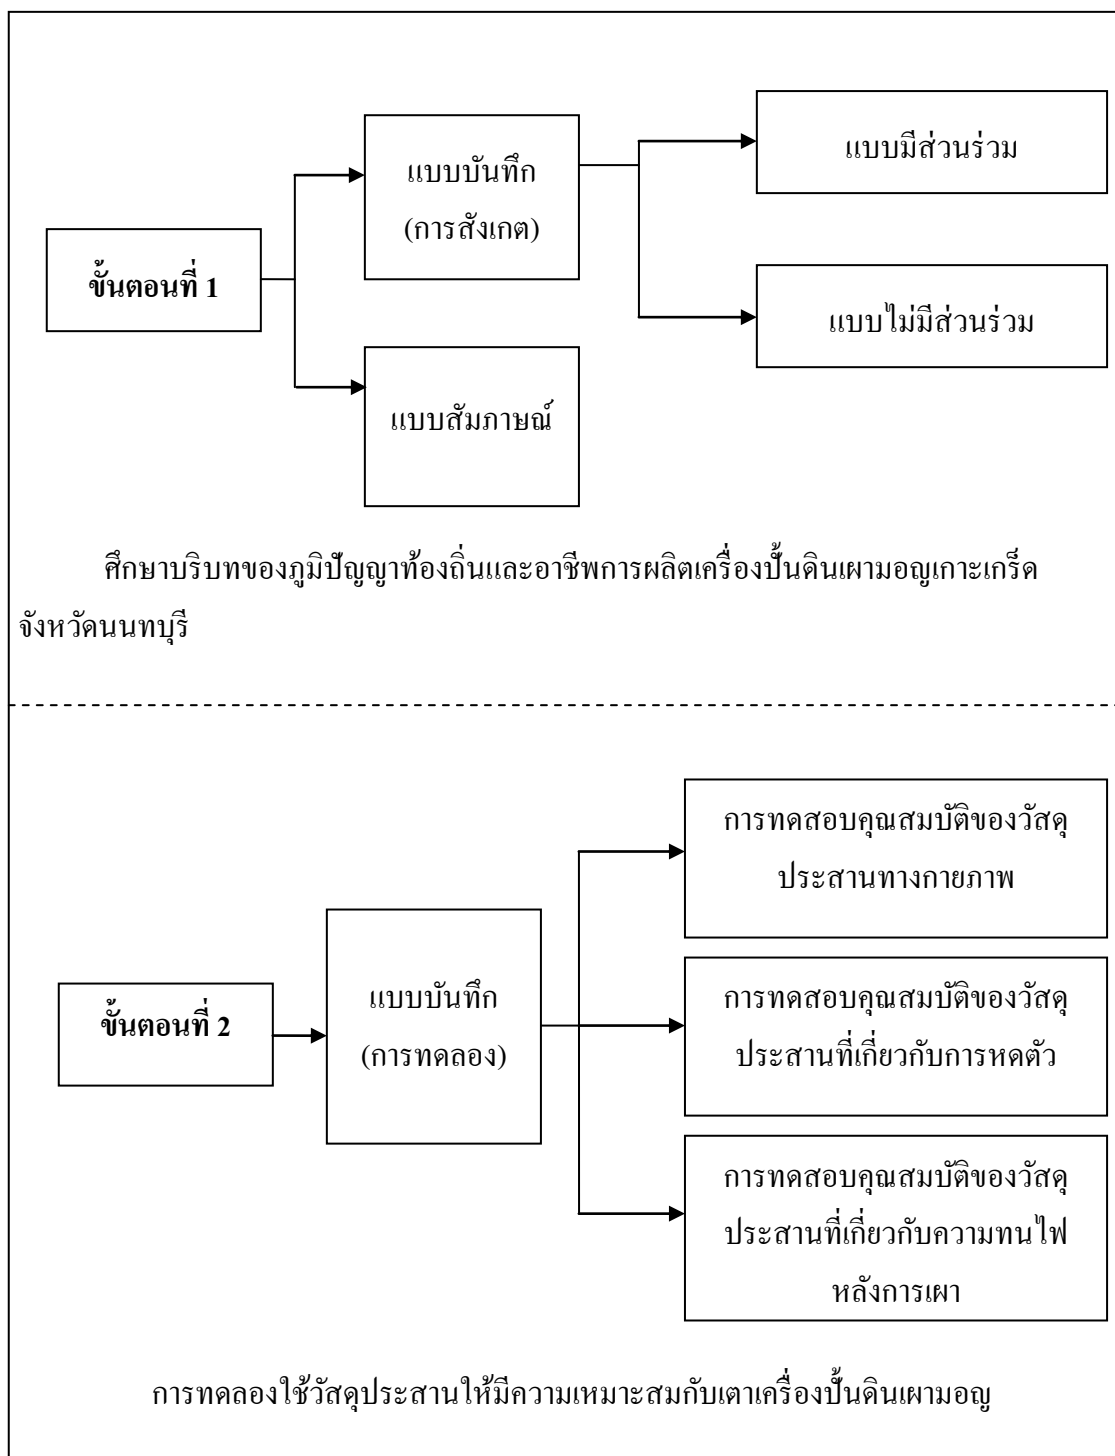 แบบมีส่วนร่วม
แบบบันทึก
(การสังเกต)
ขั้นตอนที่ 1
แบบไม่มีส่วนร่วม
แบบสัมภาษณ์
ศึกษาบริบทของภูมิปัญญาท้องถิ่นและอาชีพการผลิตเครื่องปั้นดินเผามอญเกาะเกร็ด
จังหวัดนนทบุรี
การทดสอบคุณสมบัติของวัสดุ
ประสานทางกายภาพ
แบบบันทึก
(การทดลอง)
ขั้นตอนที่ 2
การทดสอบคุณสมบัติของวัสดุ
ประสานที่เกี่ยวกับการหดตัว
การทดสอบคุณสมบัติของวัสดุ
ประสานที่เกี่ยวกับความทนไฟ
หลังการเผา
การทดลองใช้วัสดุประสานให้มีความเหมาะสมกับเตาเครื่องปั้นดินเผามอญ